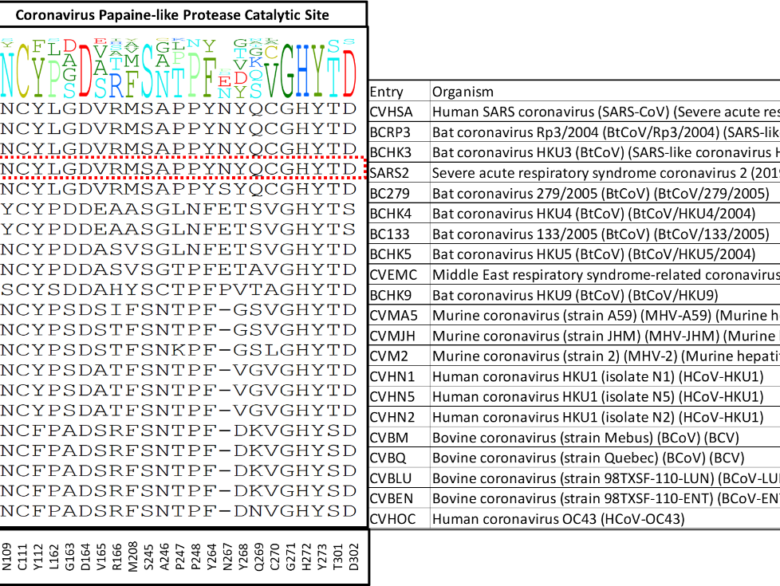 Coronavirus Papaine-like Protease Catalytic Site
NCYLGDVRMSAPPYNYQCGHYTD
NCYLGDVRMSAPPYNYQCGHYTD
NCYLGDVRMSAPPYNYQCGHYTD
NCYLGDVRMSAPPYNYQCGHYTD
NCYLGDVRMSAPPYSYQCGHYTD
YCYPDDEAASGLNFETSVGHYTS
YCYPDDEAASGLNFETSVGHYTS
NCYPDDASVSGLNFETSVGHYTD
NCYPDDASVSGTPFETAVGHYTD
SCYSDDAHYSCTPFPVTAGHYTD
NCYPSDSIFSNTPF-GSVGHYTD
NCYPSDSTFSNTPF-GSVGHYTD
NCYPSDSTFSNKPF-GSLGHYTD
NCYPSDATFSNTPF-VGVGHYTD
NCYPSDATFSNTPF-VGVGHYTD
NCYPSDATFSNTPF-VGVGHYTD
NCFPADSRFSNTPF-DKVGHYSD
NCFPADSRFSNTPF-DKVGHYSD
NCFPADSRFSNTPF-DKVGHYSD
NCFPADSRFSNTPF-DKVGHYSD
NCFPADSRFSNTPF-DNVGHYSD
N109 C111 Y112 L162 G163 D164 V165 R166 M208 S245 A246 P247 P248 Y264 N267 Y268 Q269 C270 G271 H272 Y273 T301 D302
Entry Organism
CVHSA Human SARS coronavirus (SARS-CoV) (Severe acute res
BCRP3 Bat coronavirus Rp3/2004 (BtCoV/Rp3/2004) (SARS-lik
BCHK3 Bat coronavirus HKU3 (BtCoV) (SARS-like coronavirus H
SARS2 Severe acute respiratory syndrome coronavirus 2 (2019
BC279 Bat coronavirus 279/2005 (BtCoV) (BtCoV/279/2005)
BCHK4 Bat coronavirus HKU4 (BtCoV) (BtCoV/HKU4/2004)
BC133 Bat coronavirus 133/2005 (BtCoV) (BtCoV/133/2005)
BCHK5 Bat coronavirus HKU5 (BtCoV) (BtCoV/HKU5/2004)
CVEMC Middle East respiratory syndrome-related coronavirus
BCHK9 Bat coronavirus HKU9 (BtCoV) (BtCoV/HKU9)
CVMA5 Murine coronavirus (strain A59) (MHV-A59) (Murine h
CVMJH Murine coronavirus (strain JHM) (MHV-JHM) (Murine
CVM2 Murine coronavirus (strain 2) (MHV-2) (Murine hepati
CVHN1 Human coronavirus HKU1 (isolate N1) (HCoV-HKU1)
CVHN5 Human coronavirus HKU1 (isolate N5) (HCoV-HKU1)
CVHN2 Human coronavirus HKU1 (isolate N2) (HCoV-HKU1)
CVBM Bovine coronavirus (strain Mebus) (BCoV) (BCV)
CVBQ Bovine coronavirus (strain Quebec) (BCoV) (BCV)
CVBLU Bovine coronavirus (strain 98TXSF-110-LUN) (BCoV-LU
CVBEN Bovine coronavirus (strain 98TXSF-110-ENT) (BCoV-EN
CVHOC Human coronavirus OC43 (HCoV-OC43)